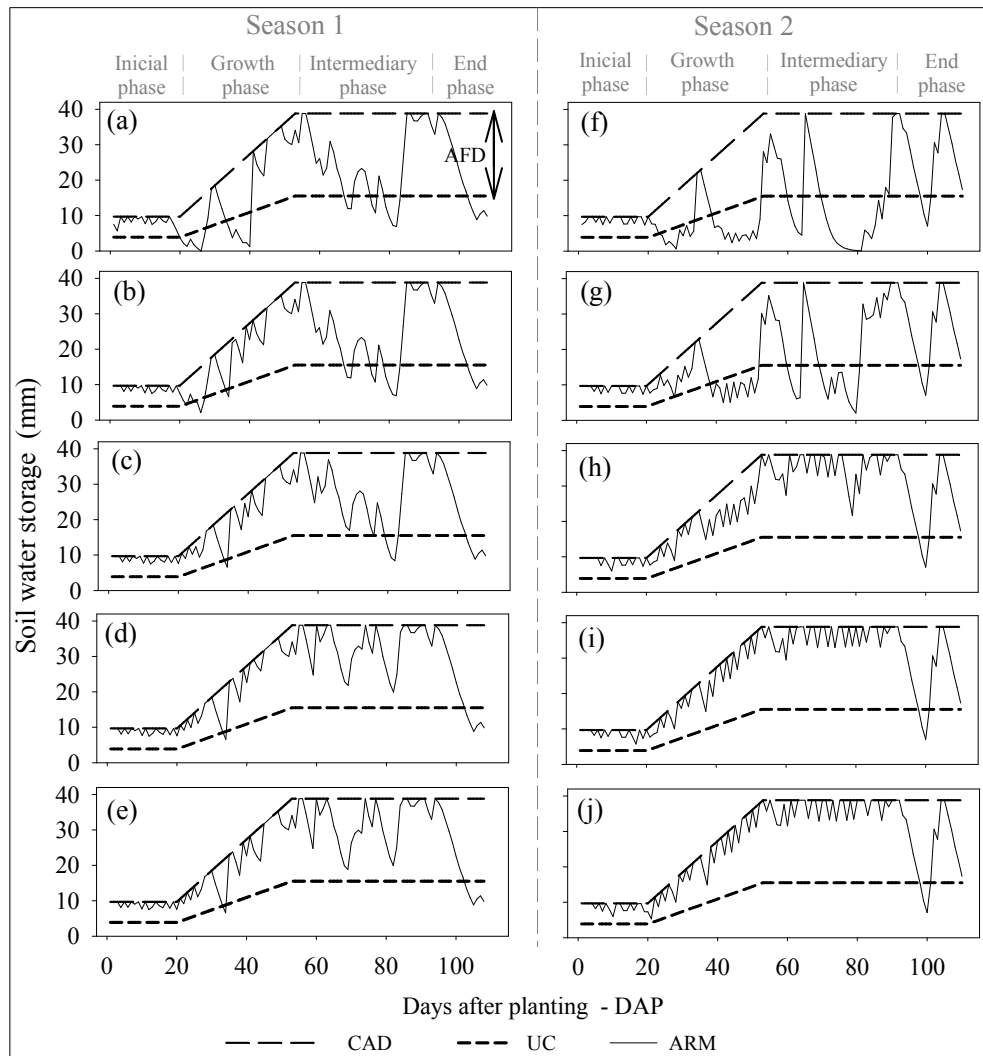 Season 1
Season 2
Inicial phase
Growth phase
Intermediary phase
End phase
Inicial phase
Growth phase
Intermediary phase
End phase
Soil water storage (mm)
40
30
20
10
0
(a)
AFD
(f)
40
30
20
10
0
(b)
(g)
40
30
20
10
0
(c)
(h)
40
30
20
10
0
(d)
(i)
40
30
20
10
0
(e)
(j)
0 20 40 60 80 100
0 20 40 60 80 100
Days after planting - DAP
CAD UC ARM